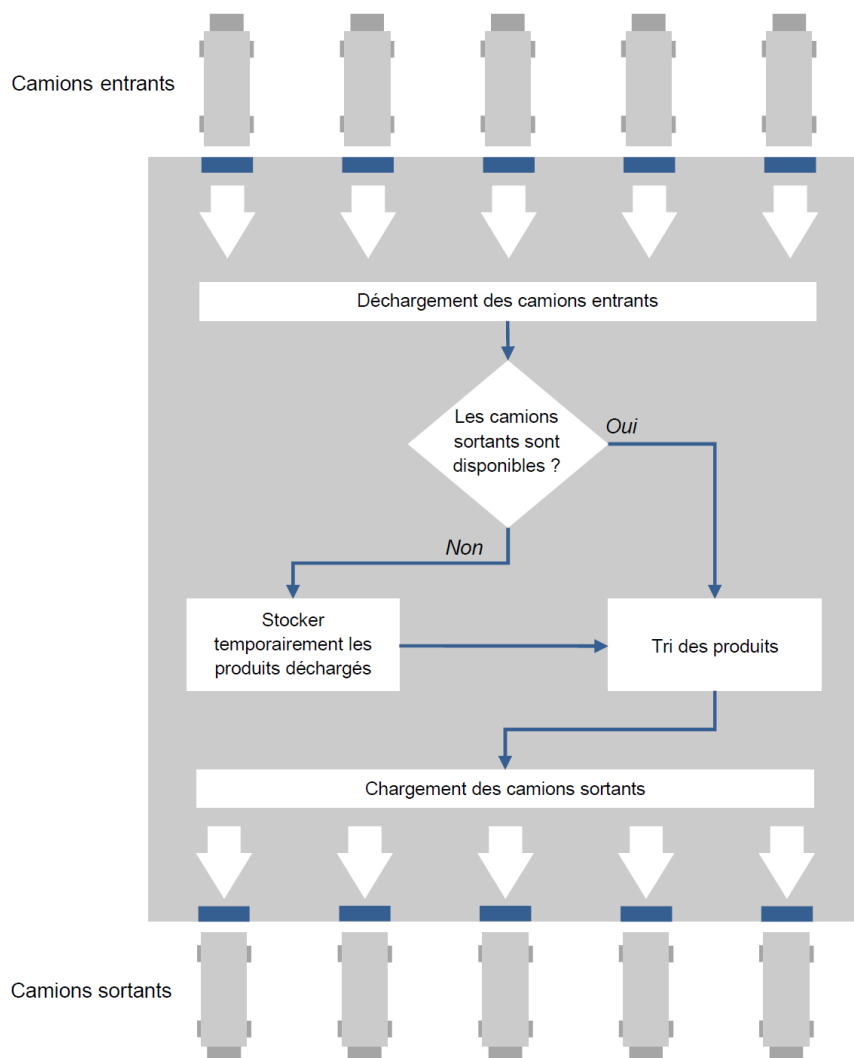 Camions entrants
Déchargement des camions entrants
Les camions
sortants sont
disponibles ?
Oui
Non
Stocker
temporairement les
produits déchargés
Tri des produits
Chargement des camions sortants
Camions sortants